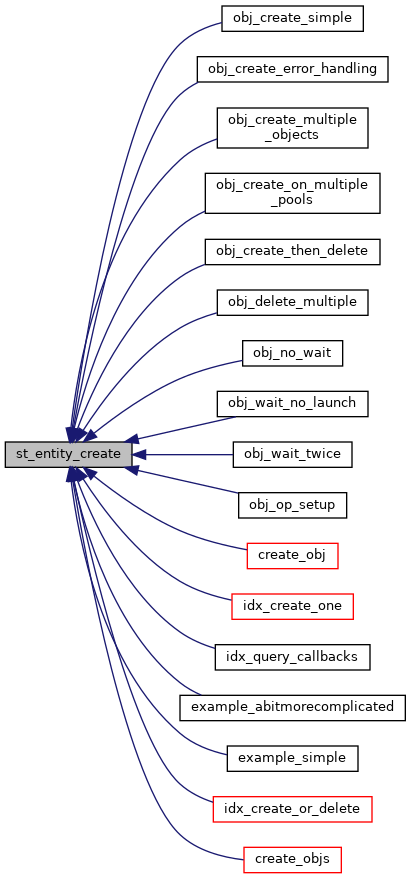 obj_create_simple
obj_create_error_handling
obj_create_multiple
_objects
obj_create_on_multiple
_pools
obj_create_then_delete
obj_delete_multiple
obj_no_wait
obj_wait_no_launch
st_entity_create
obj_wait_twice
obj_op_setup
create_obj
idx_create_one
idx_query_callbacks
example_abitmorecomplicated
example_simple
idx_create_or_delete
create_objs